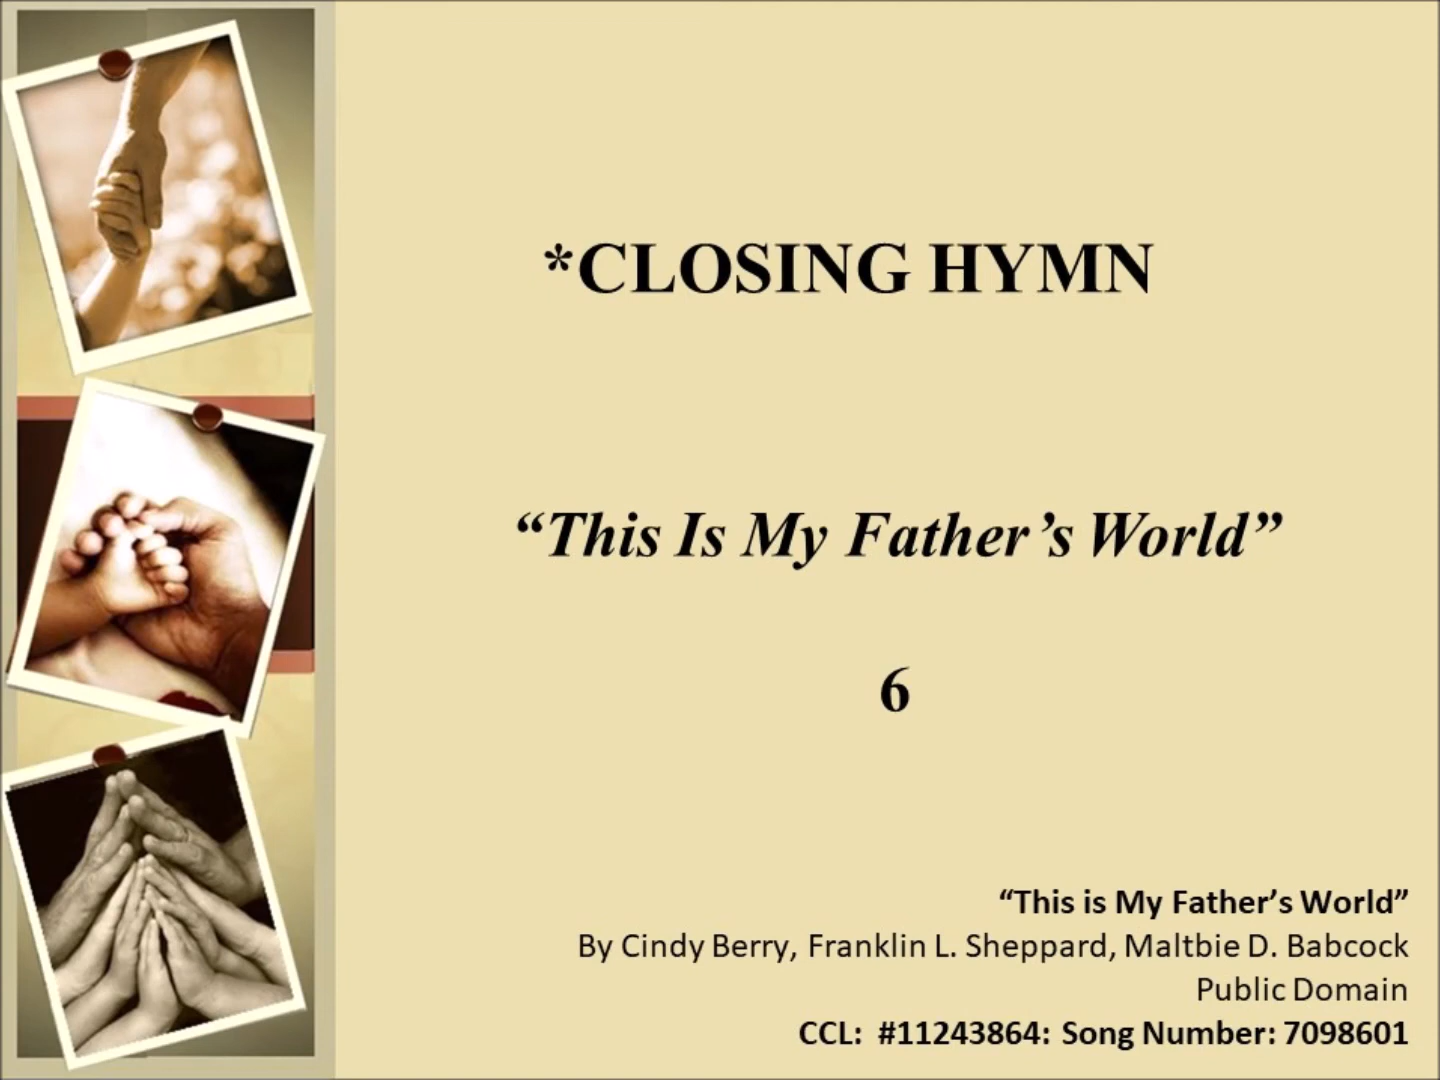 *CLOSING HYMN
“This Is My Father’s World”
6
“This is My Father’s World”
By Cindy Berry, Franklin L. Sheppard, Maltbie D. Babcock
Public Domain
CCL: #11243864: Song Number: 7098601